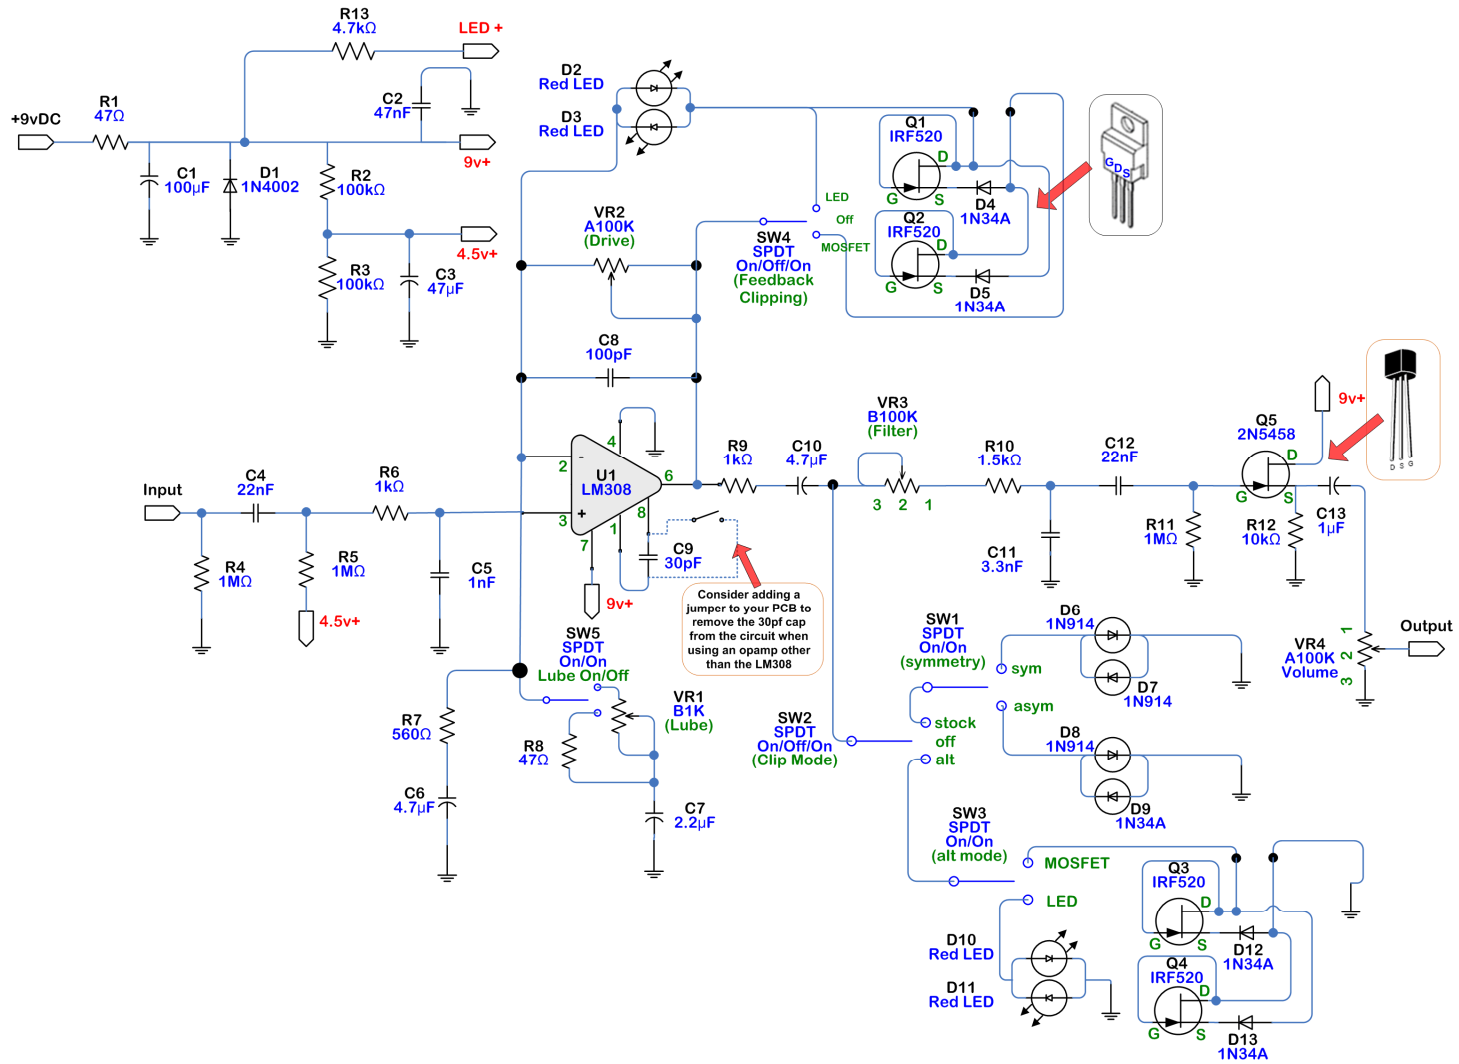 R13
4.7kΩ
LED +
R1
47Ω
+9vDC
C2
47nF
9v+
C1
100µF
D1
1N4002
R2
100kΩ
4.5v+
R3
100kΩ
C3
47µF
D2
Red LED
D3
Red LED
VR2
A100K
(Drive)
C8
100pF
SW4
SPDT
On/Off/On
(Feedback
Clipping)
LED
Off
MOSFET
Q1
IRF520
D
G
S
D4
1N34A
Q2
IRF520
D
G
S
D5
1N34A
G
D
S
Input
C4
22nF
R6
1kΩ
R4
1MΩ
R5
1MΩ
4.5v+
C5
1nF
U1
LM308
-
+
2
3
4
6
8
1
7
9v+
C9
30pF
Consider adding a
jumper to your PCB to
remove the 30pf cap
from the circuit when
using an opamp other
than the LM308
R9
1kΩ
C10
4.7µF
VR3
B100K
(Filter)
3 2 1
R10
1.5kΩ
C11
3.3nF
C12
22nF
R11
1MΩ
Q5
2N5458
D
G
S
9v+
D S G
R12
10kΩ
C13
1µF
VR4
A100K
Volume
1
2
3
Output
SW5
SPDT
On/On
Lube On/Off
VR1
B1K
(Lube)
R7
560Ω
R8
47Ω
C6
4.7µF
C7
2.2µF
SW2
SPDT
On/Off/On
(Clip Mode)
stock
off
alt
SW1
SPDT
On/On
(symmetry)
sym
asym
D6
1N914
D7
1N914
D8
1N914
D9
1N34A
SW3
SPDT
On/On
(alt mode)
MOSFET
LED
D10
Red LED
D11
Red LED
Q3
IRF520
D
G
S
D12
1N34A
Q4
IRF520
D
G
S
D13
1N34A